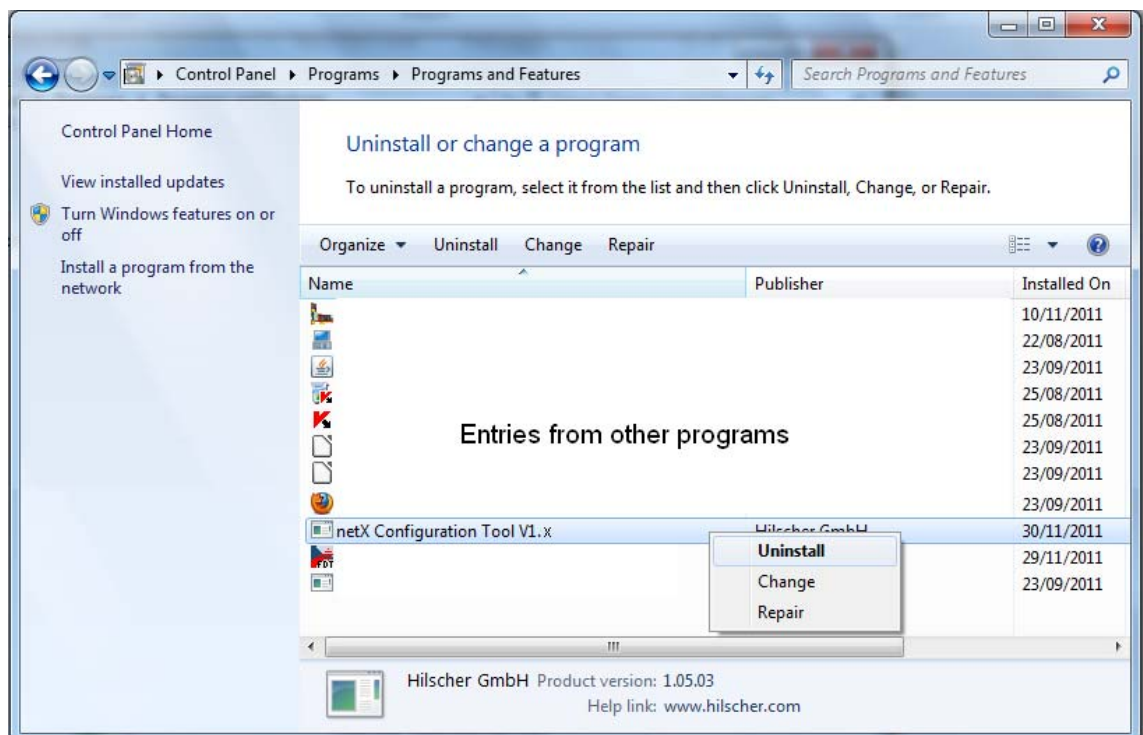 Control Panel ▸ Programs ▸ Programs and Features
Search Programs and Features
Control Panel Home
View installed updates
Turn Windows features on or
off
Install a program from the
network
Uninstall or change a program
To uninstall a program, select it from the list and then click Uninstall, Change, or Repair.
Organize Uninstall Change Repair
Name Publisher Installed On
10/11/2011
22/08/2011
23/09/2011
25/08/2011
25/08/2011
23/09/2011
23/09/2011
23/09/2011
Entries from other programs
netX Configuration Tool V1.x Hilscher GmbH 30/11/2011
FDT 29/11/2011
23/09/2011
Uninstall
Change
Repair
Hilscher GmbH Product version: 1.05.03
Help link: www.hilscher.com